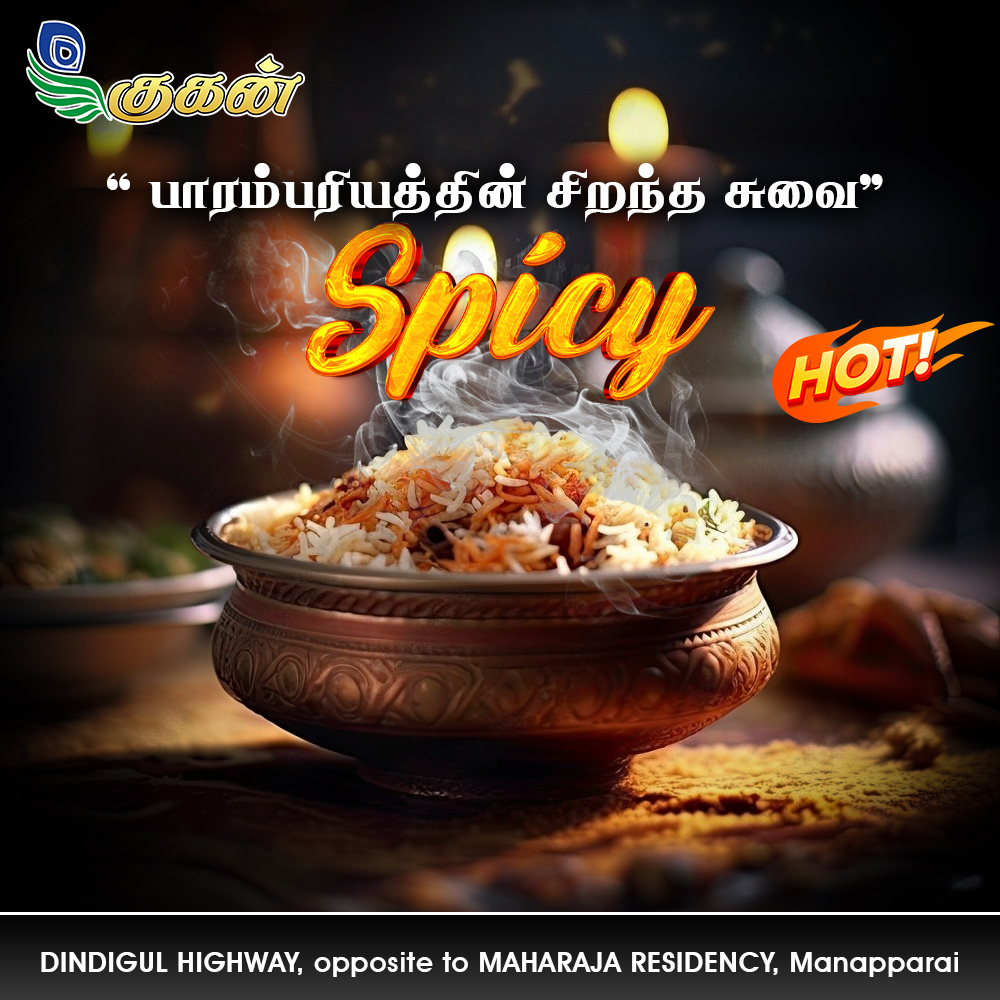 குகன்
“ பாரம்பரியத்தின் சிறந்த சுவை”
Spicy
HOT!
DINDIGUL HIGHWAY, opposite to MAHARAJA RESIDENCY, Manapparai